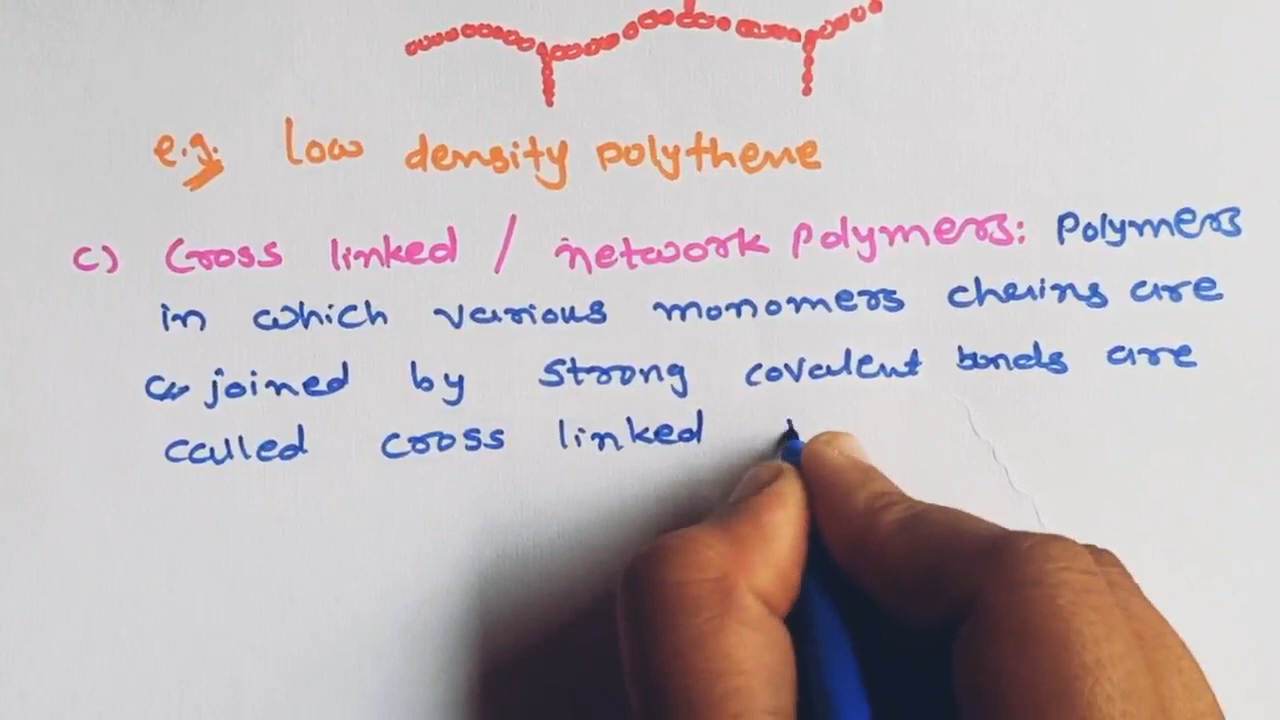 e.g. Low density polythene
c) Cross linked / network polymers: Polymers
in which various monomers chains are
joined by strong covalent bonds are
called cross linked